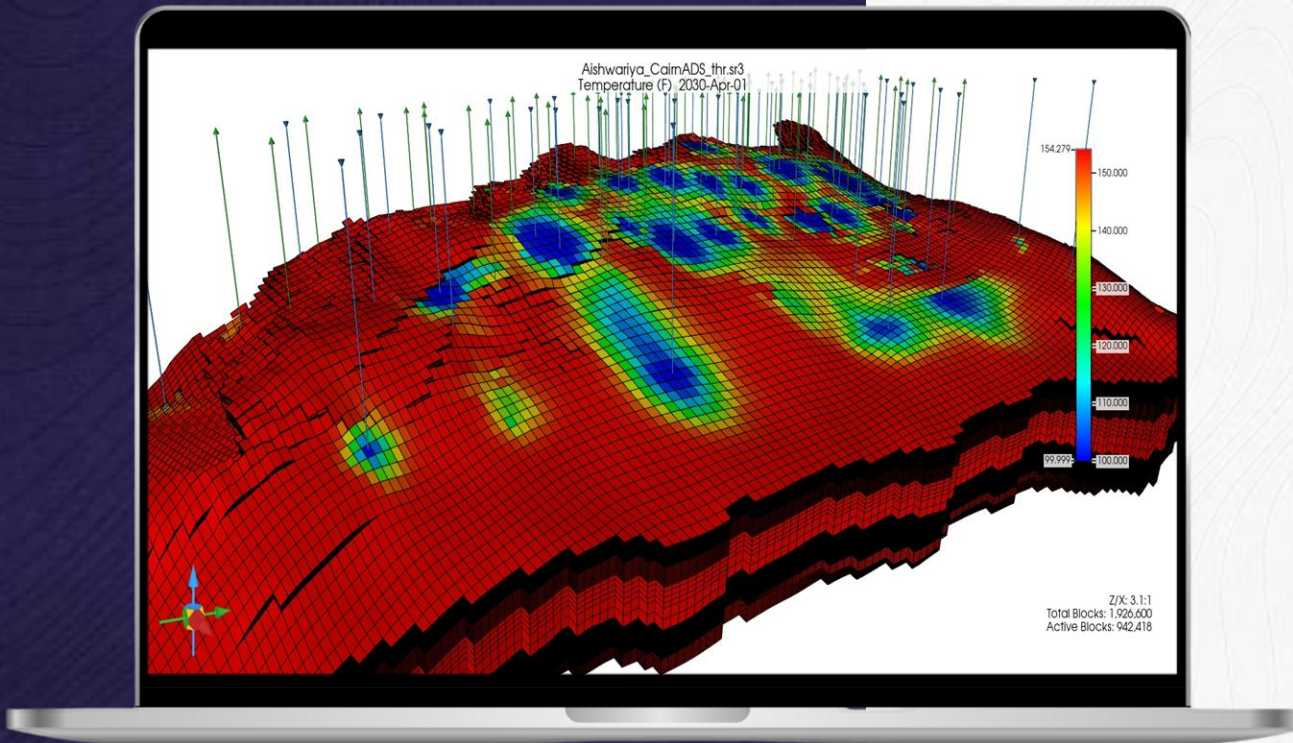 Aishwariya_CairnADS_thr.sr3
Temperature (F) 2030-Apr-01
154.279
150.000
140.000
130.000
120.000
110.000
99.999
100.000
Z/X: 3.1:1
Total Blocks: 1,926,600
Active Blocks: 942,418